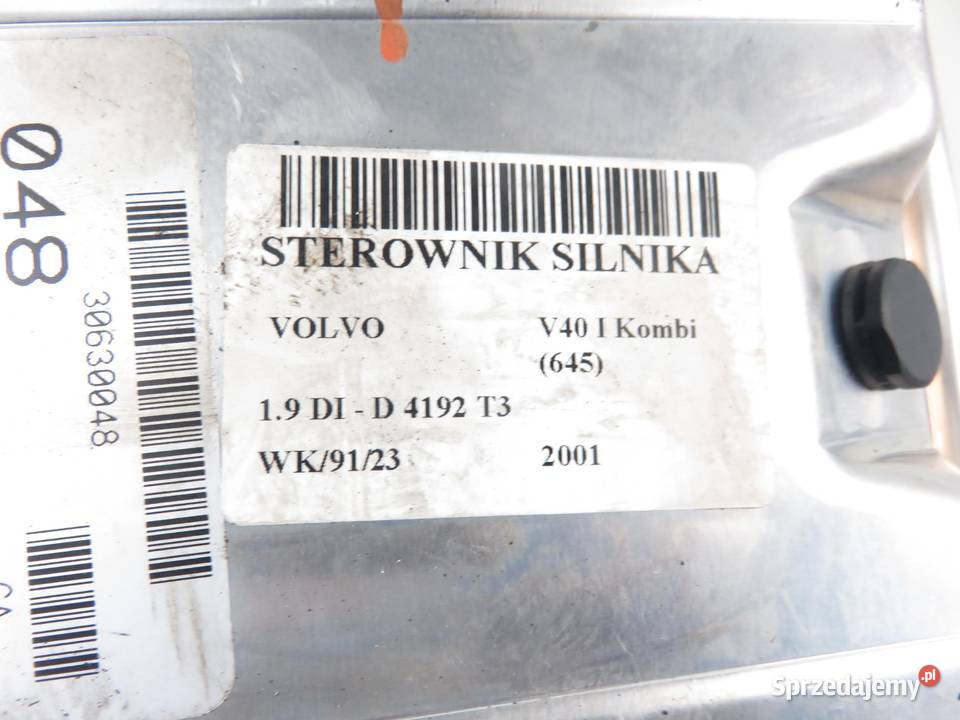 048
30630048
STEROWNIK SILNIKA
VOLVO V40 I Kombi
(645)
1.9 DI - D 4192 T3
WK/91/23 2001
Sprzedajemy.pl